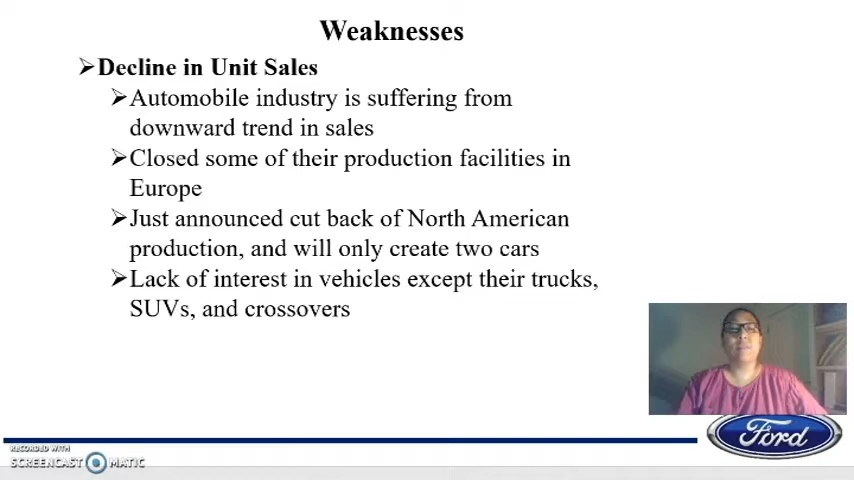 Weaknesses
➢Decline in Unit Sales
➢Automobile industry is suffering from
downward trend in sales
➢Closed some of their production facilities in
Europe
➢Just announced cut back of North American
production, and will only create two cars
➢Lack of interest in vehicles except their trucks,
SUVs, and crossovers
Ford
RECORDED WITH
SCREENCAST MATIC